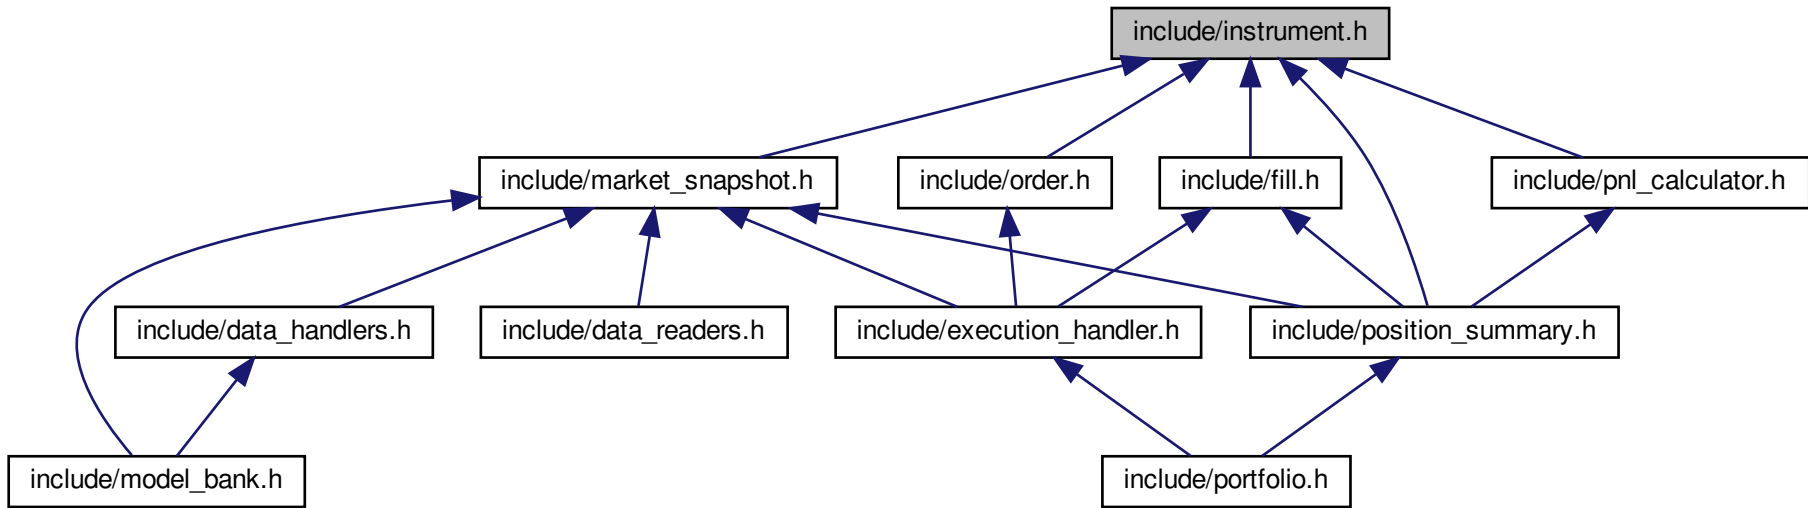 include/instrument.h
include/market_snapshot.h
include/order.h
include/fill.h
include/pnl_calculator.h
include/data_handlers.h
include/data_readers.h
include/execution_handler.h
include/position_summary.h
include/model_bank.h
include/portfolio.h